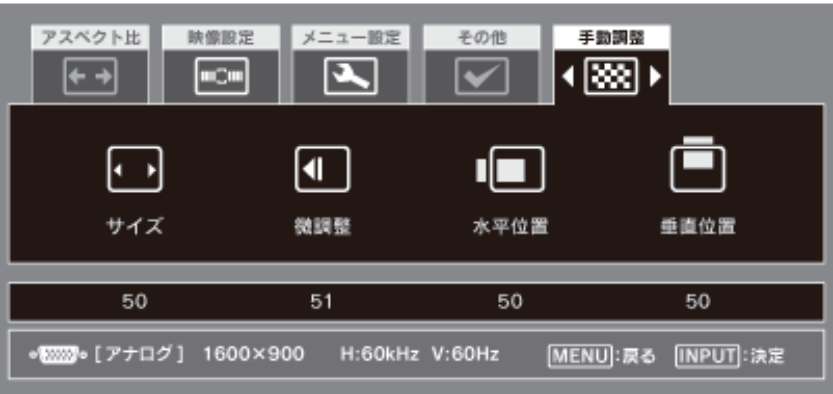 アスペクト比 映像設定 メニュー設定 その他 手動調整
サイズ 微調整 水平位置 垂直位置
50 51 50 50
[アナログ] 1600×900 H:60kHz V:60Hz MENU:戻る INPUT:決定